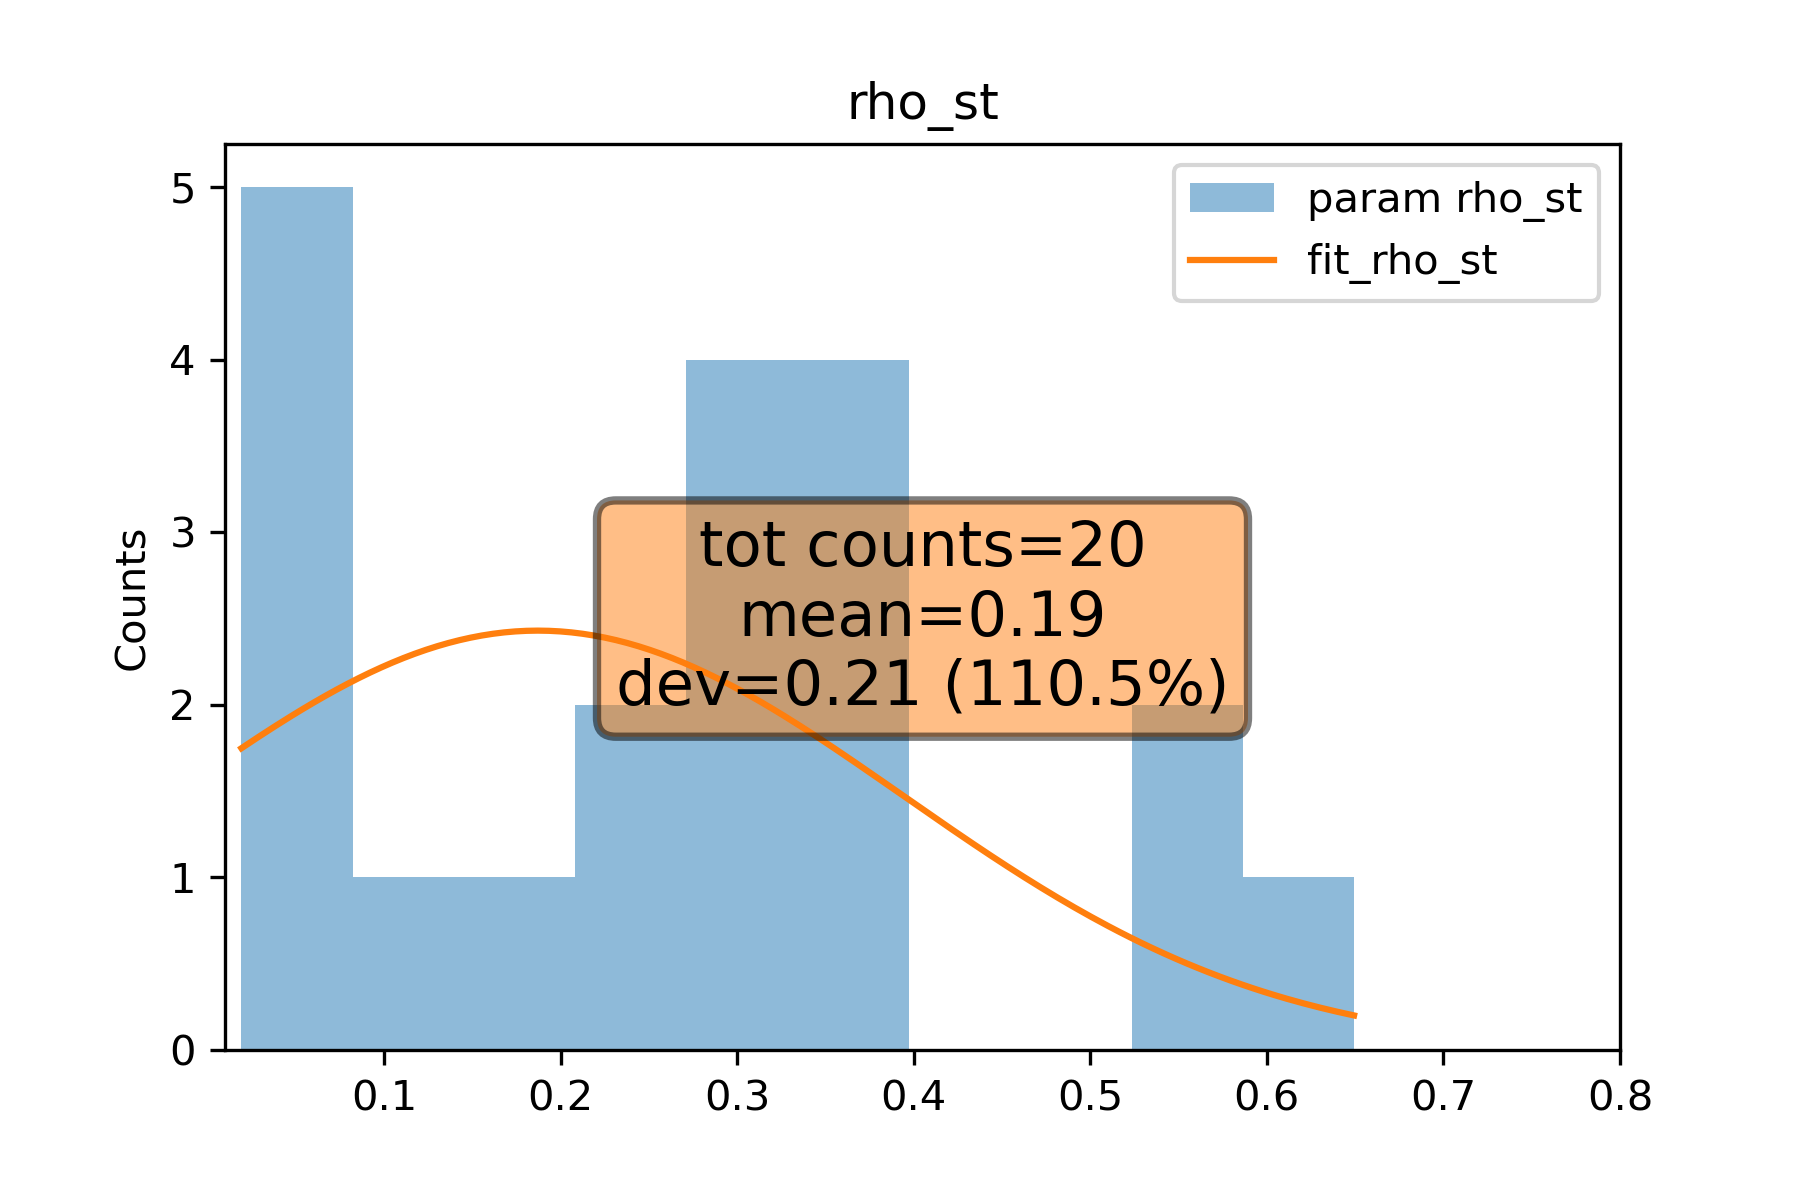 rho_st
param rho_st
fit_rho_st
Counts
5
4
3
2
1
0
tot counts=20
mean=0.19
dev=0.21 (110.5%)
0.1 0.2 0.3 0.4 0.5 0.6 0.7 0.8